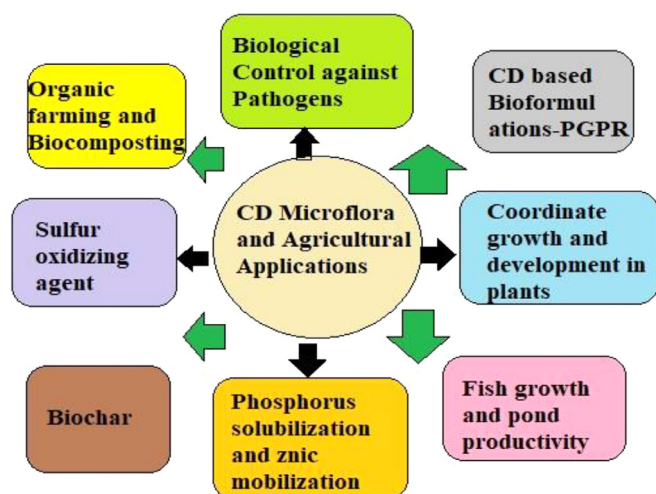 Biological
Control against
Pathogens
CD based
Bioformul
ations-PGPR
Organic
farming and
Biocomposting
CD Microflora
and Agricultural
Applications
Sulfur
oxidizing
agent
Coordinate
growth and
development in
plants
Biochar
Phosphorus
solubilization
and znic
mobilization
Fish growth
and pond
productivity